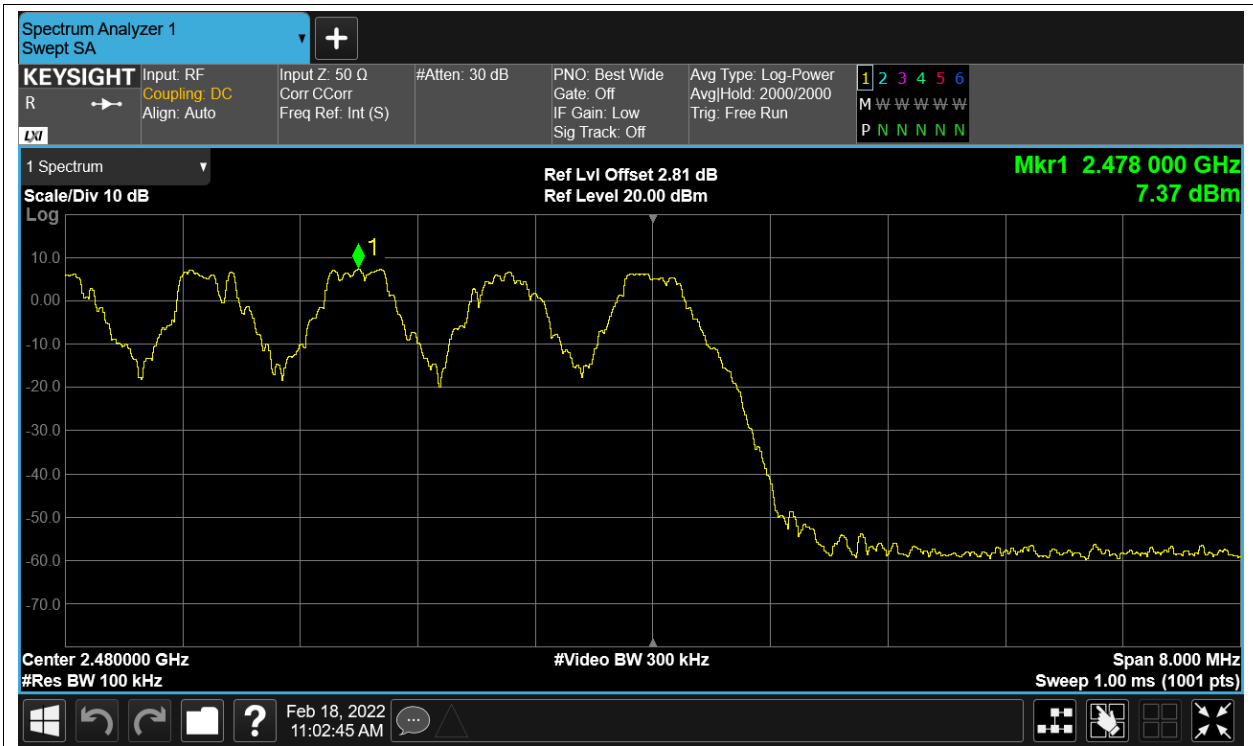 Spectrum Analyzer 1
Swept SA
KEYSIGHT
R
LXI
Input: RF
Coupling: DC
Align: Auto
Input Z: 50 Ω
Corr CCorr
Freq Ref: Int (S)
#Atten: 30 dB
PNO: Best Wide
Gate: Off
IF Gain: Low
Sig Track: Off
Avg Type: Log-Power
Avg|Hold: 2000/2000
Trig: Free Run
1 2 3 4 5 6
M W W W W W
P N N N N N
1 Spectrum
Scale/Div 10 dB
Log
Ref Lvl Offset 2.81 dB
Ref Level 20.00 dBm
Mkr1 2.478 000 GHz
7.37 dBm
1
10.0
0.00
-10.0
-20.0
-30.0
-40.0
-50.0
-60.0
-70.0
Center 2.480000 GHz
#Res BW 100 kHz
#Video BW 300 kHz
Span 8.000 MHz
Sweep 1.00 ms (1001 pts)
?
Feb 18, 2022
11:02:45 AM